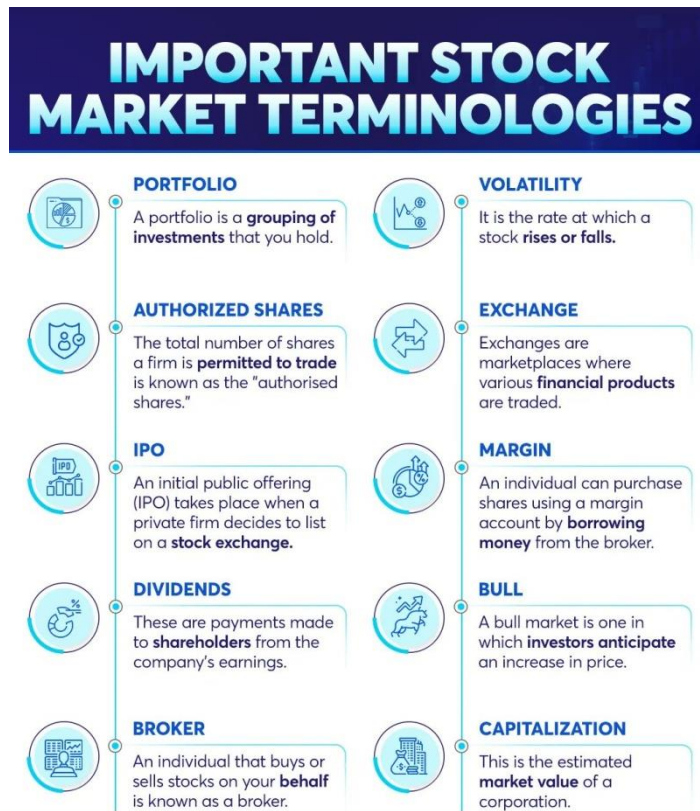 IMPORTANT STOCK
MARKET TERMINOLOGIES
PORTFOLIO
A portfolio is a grouping of
investments that you hold.
AUTHORIZED SHARES
The total number of shares
a firm is permitted to trade
is known as the "authorised
shares."
IPO
IPO
An initial public offering
(IPO) takes place when a
private firm decides to list
on a stock exchange.
DIVIDENDS
%
These are payments made
to shareholders from the
company's earnings.
BROKER
An individual that buys or
sells stocks on your behalf
is known as a broker.
VOLATILITY
It is the rate at which a
stock rises or falls.
EXCHANGE
Exchanges are
marketplaces where
various financial products
are traded.
MARGIN
$ %
An individual can purchase
shares using a margin
account by borrowing
money from the broker.
BULL
A bull market is one in
which investors anticipate
an increase in price.
CAPITALIZATION
$
This is the estimated
market value of a
corporation.